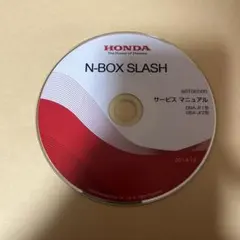 HONDA
The Power of Dreams
N-BOX SLASH
サービス マニュアル
DBA-JF1型
DBA-JF2型